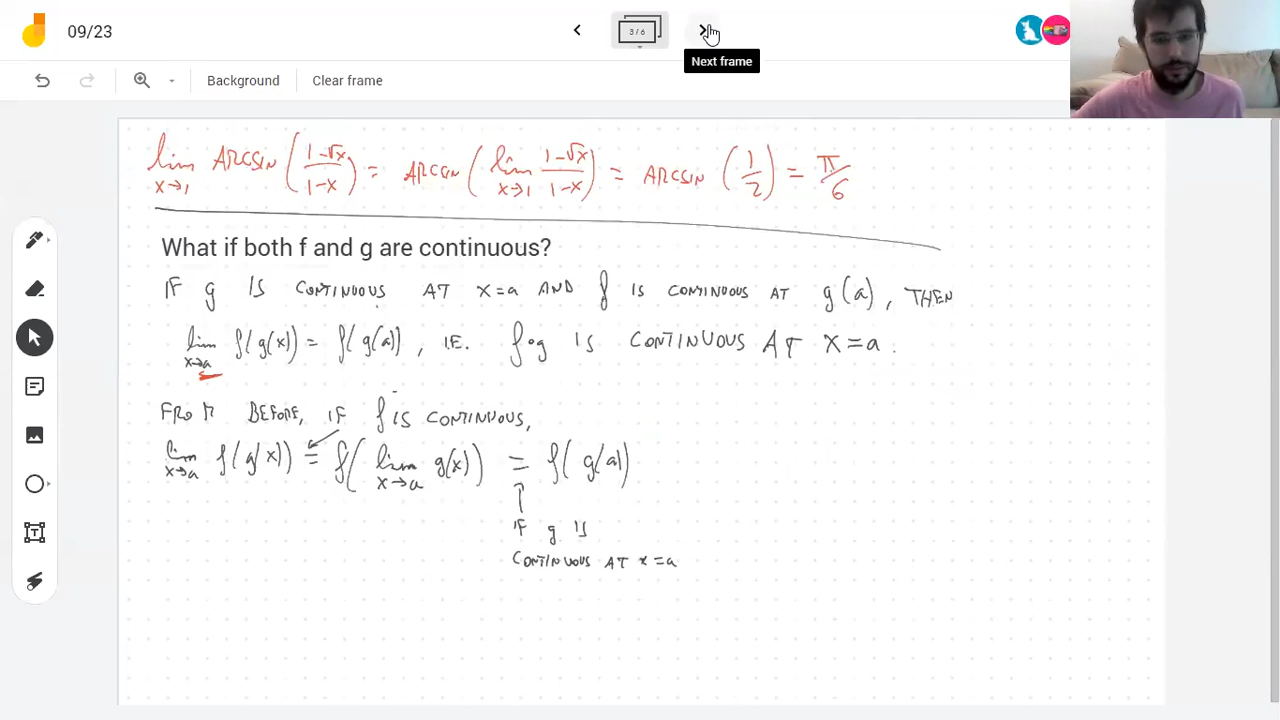 09/23
3 / 6
Next frame
Background
Clear frame
lim x→1 ARCSIN (1-√x / 1-x) = ARCSIN (lim x→1 1-√x / 1-x) = ARCSIN (1/2) = π/6
What if both f and g are continuous?
IF g IS CONTINUOUS AT x=a AND f IS CONTINUOUS AT g(a), THEN
lim x→a f(g(x)) = f(g(a)), I.E. f∘g IS CONTINUOUS AT x=a.
FROM BEFORE, IF f IS CONTINUOUS,
lim x→a f(g(x)) = f(lim x→a g(x)) = f(g(a))
IF g IS
CONTINUOUS AT x=a